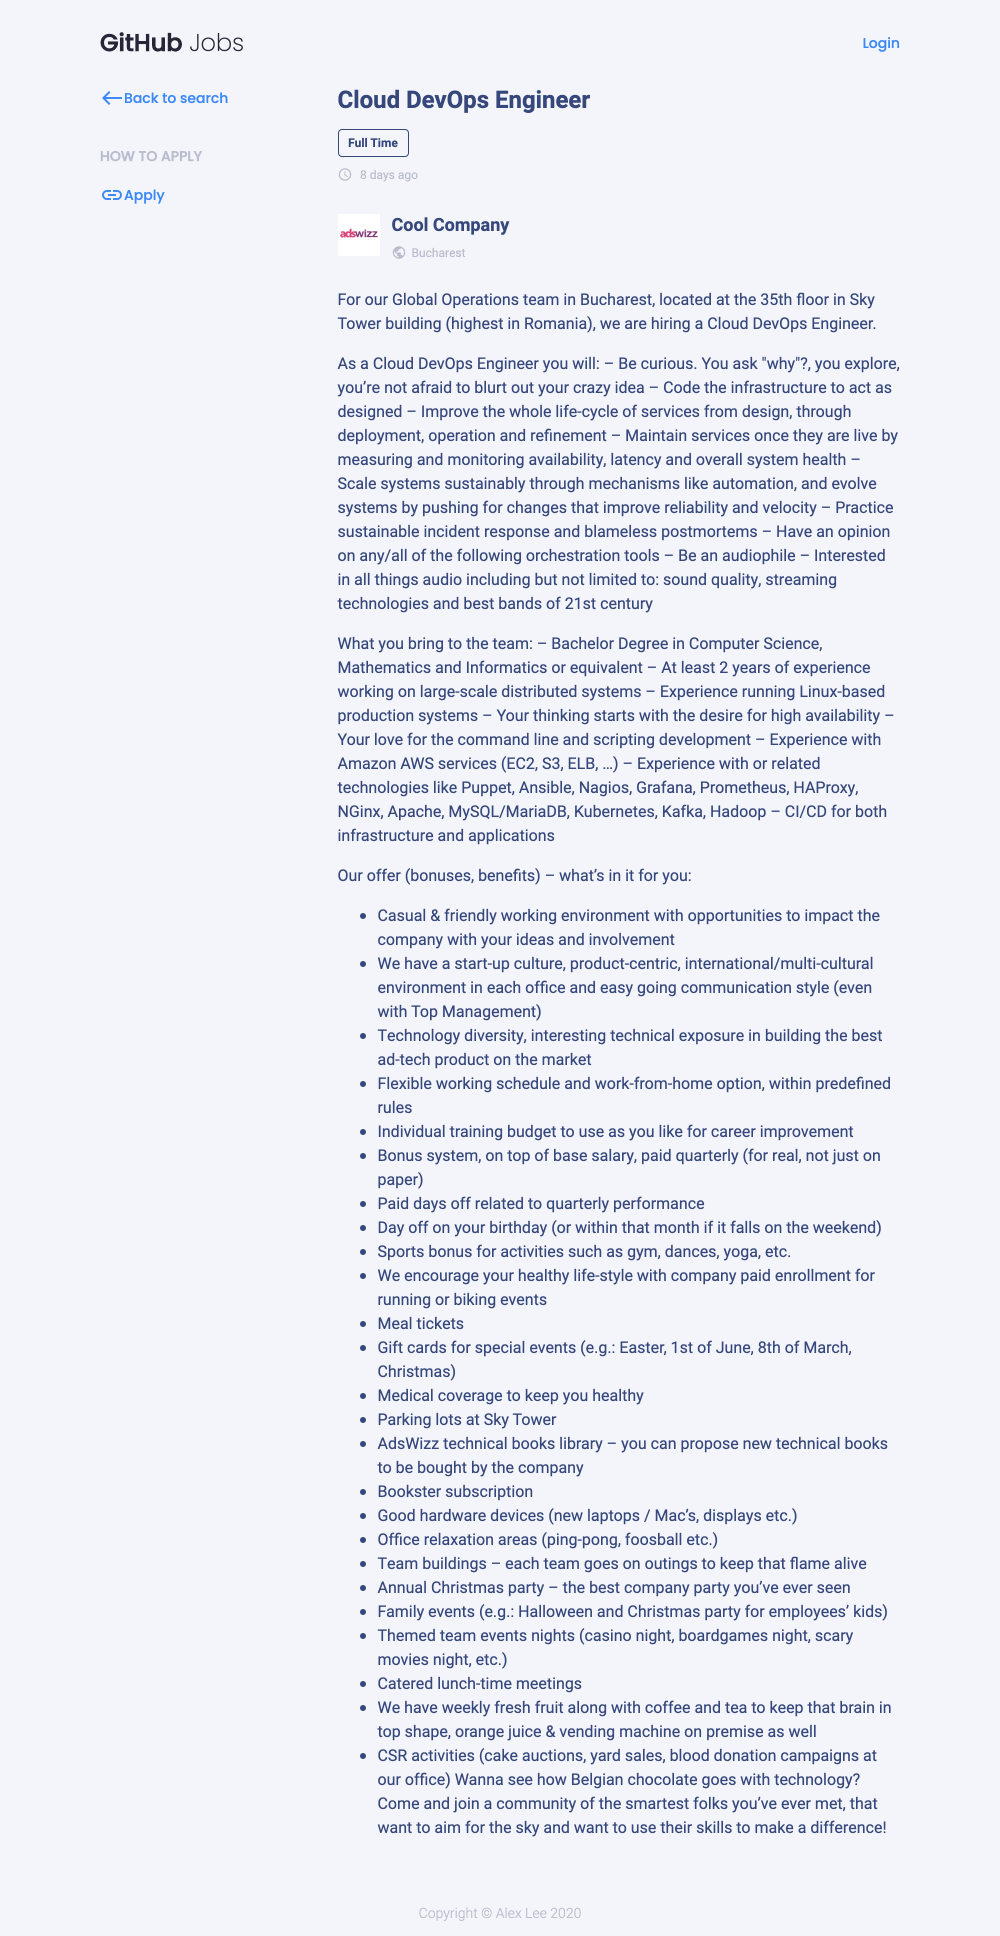 GitHub Jobs
Login
Back to search
HOW TO APPLY
Apply
Cloud DevOps Engineer
Full Time
8 days ago
adswizz
Cool Company
Bucharest
For our Global Operations team in Bucharest, located at the 35th floor in Sky
Tower building (highest in Romania), we are hiring a Cloud DevOps Engineer.
As a Cloud DevOps Engineer you will: – Be curious. You ask "why"?, you explore,
you’re not afraid to blurt out your crazy idea – Code the infrastructure to act as
designed – Improve the whole life-cycle of services from design, through
deployment, operation and refinement – Maintain services once they are live by
measuring and monitoring availability, latency and overall system health –
Scale systems sustainably through mechanisms like automation, and evolve
systems by pushing for changes that improve reliability and velocity – Practice
sustainable incident response and blameless postmortems – Have an opinion
on any/all of the following orchestration tools – Be an audiophile – Interested
in all things audio including but not limited to: sound quality, streaming
technologies and best bands of 21st century
What you bring to the team: – Bachelor Degree in Computer Science,
Mathematics and Informatics or equivalent – At least 2 years of experience
working on large-scale distributed systems – Experience running Linux-based
production systems – Your thinking starts with the desire for high availability –
Your love for the command line and scripting development – Experience with
Amazon AWS services (EC2, S3, ELB, …) – Experience with or related
technologies like Puppet, Ansible, Nagios, Grafana, Prometheus, HAProxy,
NGinx, Apache, MySQL/MariaDB, Kubernetes, Kafka, Hadoop – CI/CD for both
infrastructure and applications
Our offer (bonuses, benefits) – what’s in it for you:
• Casual & friendly working environment with opportunities to impact the
company with your ideas and involvement
• We have a start-up culture, product-centric, international/multi-cultural
environment in each office and easy going communication style (even
with Top Management)
• Technology diversity, interesting technical exposure in building the best
ad-tech product on the market
• Flexible working schedule and work-from-home option, within predefined
rules
• Individual training budget to use as you like for career improvement
• Bonus system, on top of base salary, paid quarterly (for real, not just on
paper)
• Paid days off related to quarterly performance
• Day off on your birthday (or within that month if it falls on the weekend)
• Sports bonus for activities such as gym, dances, yoga, etc.
• We encourage your healthy life-style with company paid enrollment for
running or biking events
• Meal tickets
• Gift cards for special events (e.g.: Easter, 1st of June, 8th of March,
Christmas)
• Medical coverage to keep you healthy
• Parking lots at Sky Tower
• AdsWizz technical books library – you can propose new technical books
to be bought by the company
• Bookster subscription
• Good hardware devices (new laptops / Mac’s, displays etc.)
• Office relaxation areas (ping-pong, foosball etc.)
• Team buildings – each team goes on outings to keep that flame alive
• Annual Christmas party – the best company party you’ve ever seen
• Family events (e.g.: Halloween and Christmas party for employees’ kids)
• Themed team events nights (casino night, boardgames night, scary
movies night, etc.)
• Catered lunch-time meetings
• We have weekly fresh fruit along with coffee and tea to keep that brain in
top shape, orange juice & vending machine on premise as well
• CSR activities (cake auctions, yard sales, blood donation campaigns at
our office) Wanna see how Belgian chocolate goes with technology?
Come and join a community of the smartest folks you’ve ever met, that
want to aim for the sky and want to use their skills to make a difference!
Copyright © Alex Lee 2020